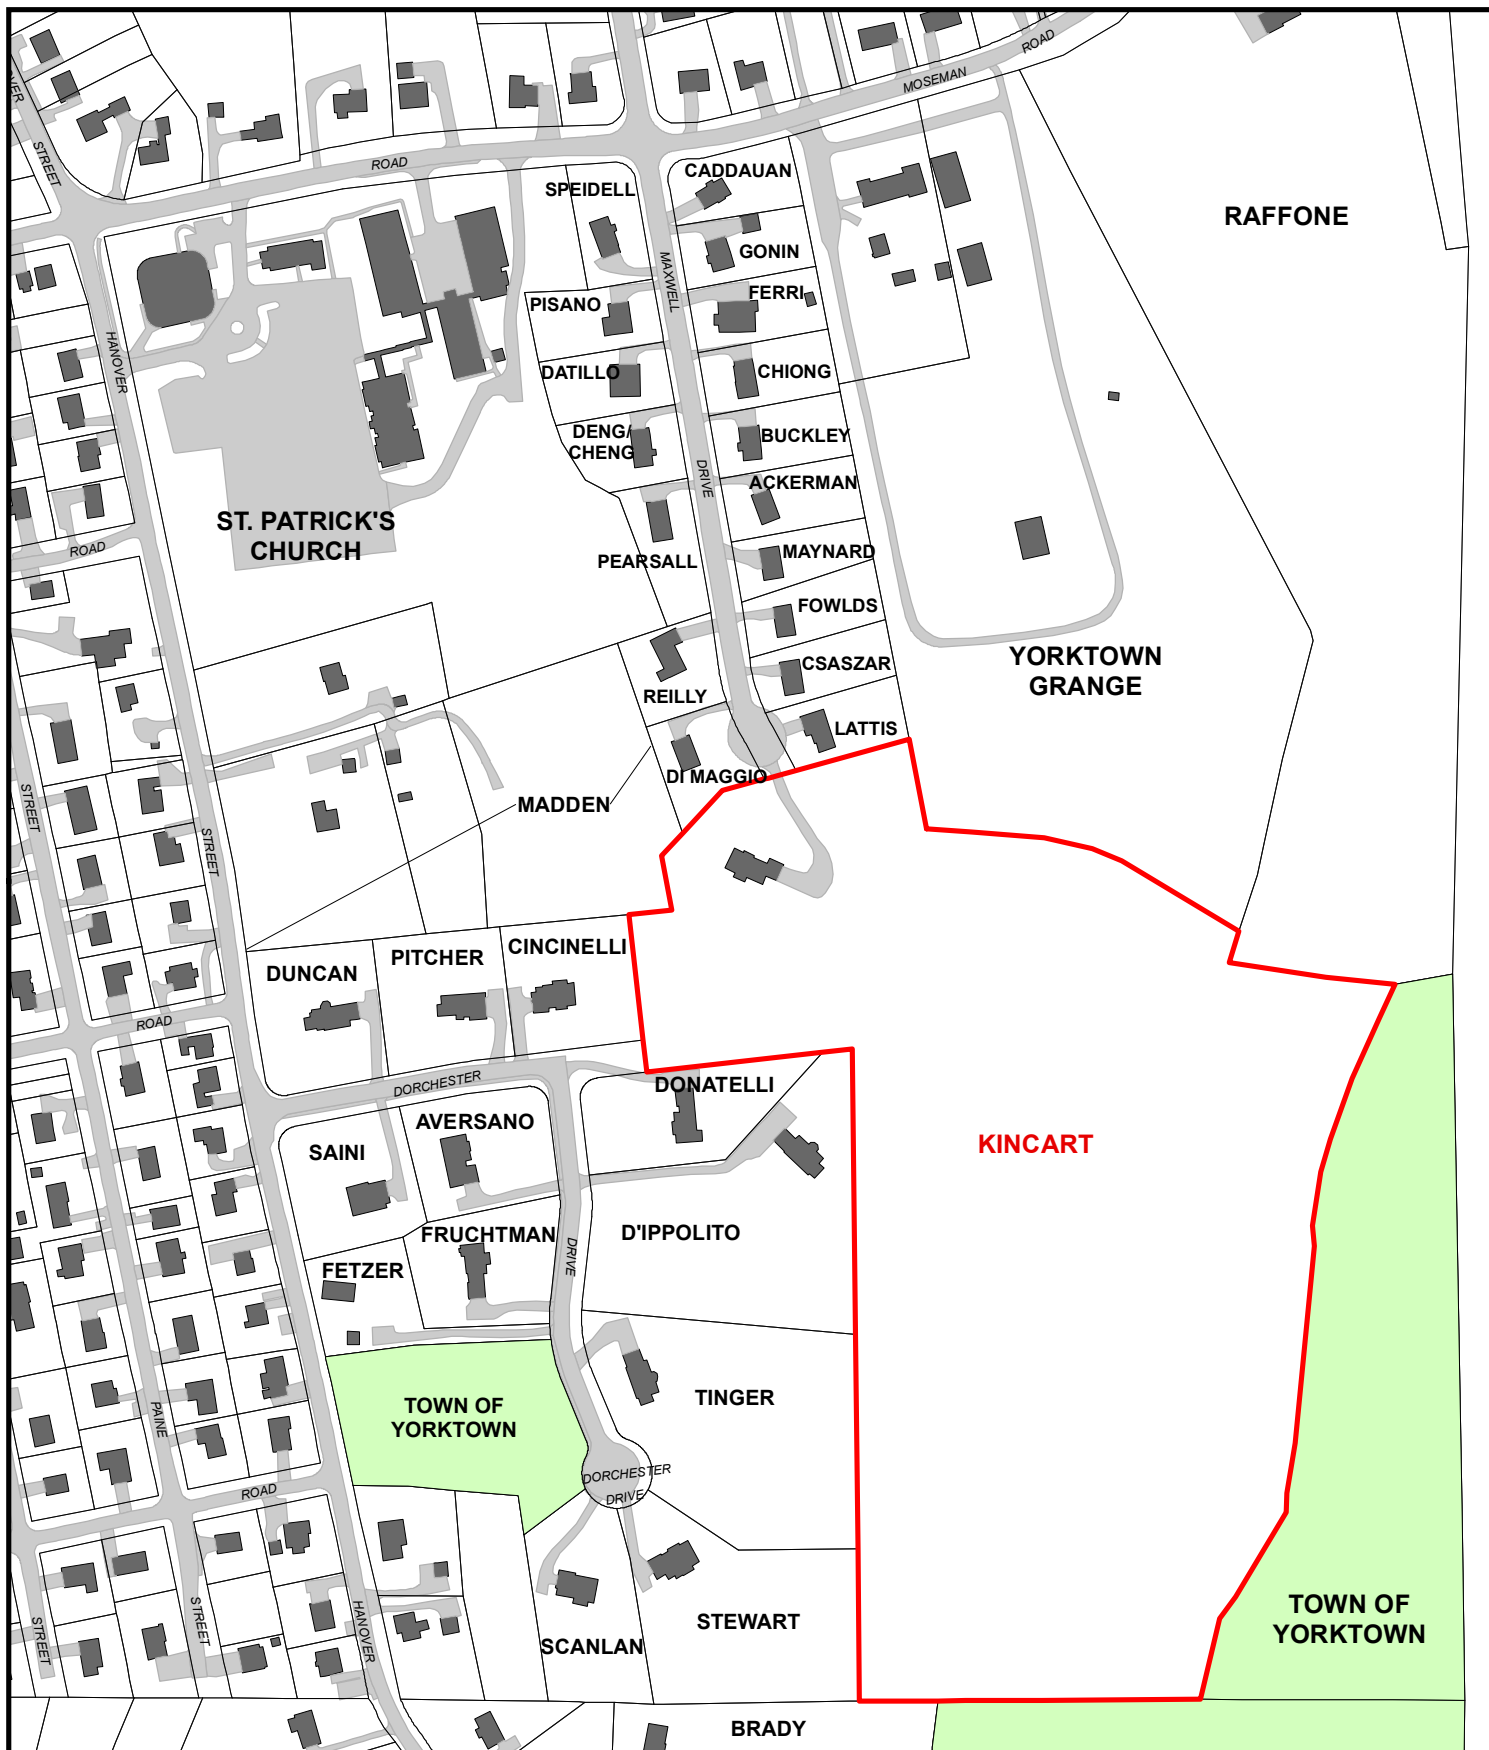 ROAD
MOSEMAN
OVER
STREET
ROAD
CADDAUAN
SPEIDELL
RAFFONE
GONIN
MAXWELL
FERRI
PISANO
HANOVER
DATILLO
CHIONG
DENG/
CHENG
BUCKLEY
DRIVE
ACKERMAN
ST. PATRICK'S
CHURCH
ROAD
MAYNARD
PEARSALL
FOWLDS
YORKTOWN
GRANGE
CSASZAR
REILLY
LATTIS
DI MAGGIO
MADDEN
STREET
STREET
CINCINELLI
PITCHER
DUNCAN
ROAD
DORCHESTER
DONATELLI
AVERSANO
KINCART
SAINI
D'IPPOLITO
FRUCHTMAN
DRIVE
FETZER
TINGER
TOWN OF
YORKTOWN
PAINE
DORCHESTER
DRIVE
ROAD
TOWN OF
YORKTOWN
STEWART
SCANLAN
STREET
STREET
HANOVER
BRADY